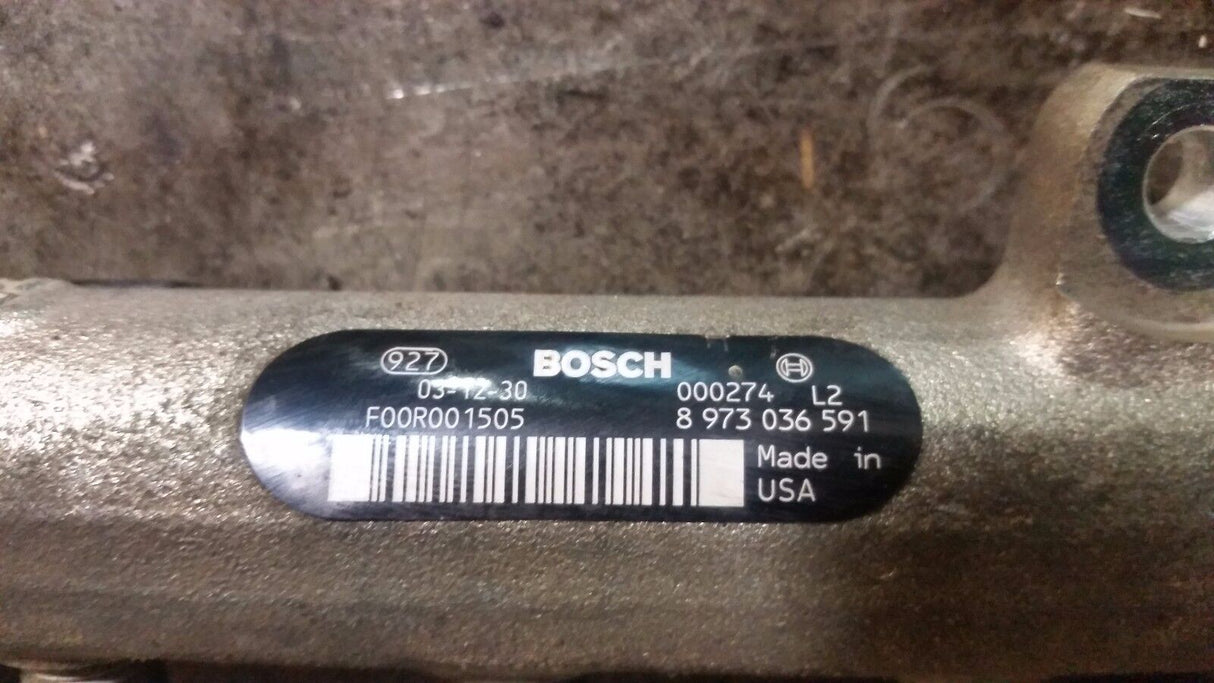 927 BOSCH
03-12-30 000274 L2
F00R001505 8 973 036 591
Made in
USA